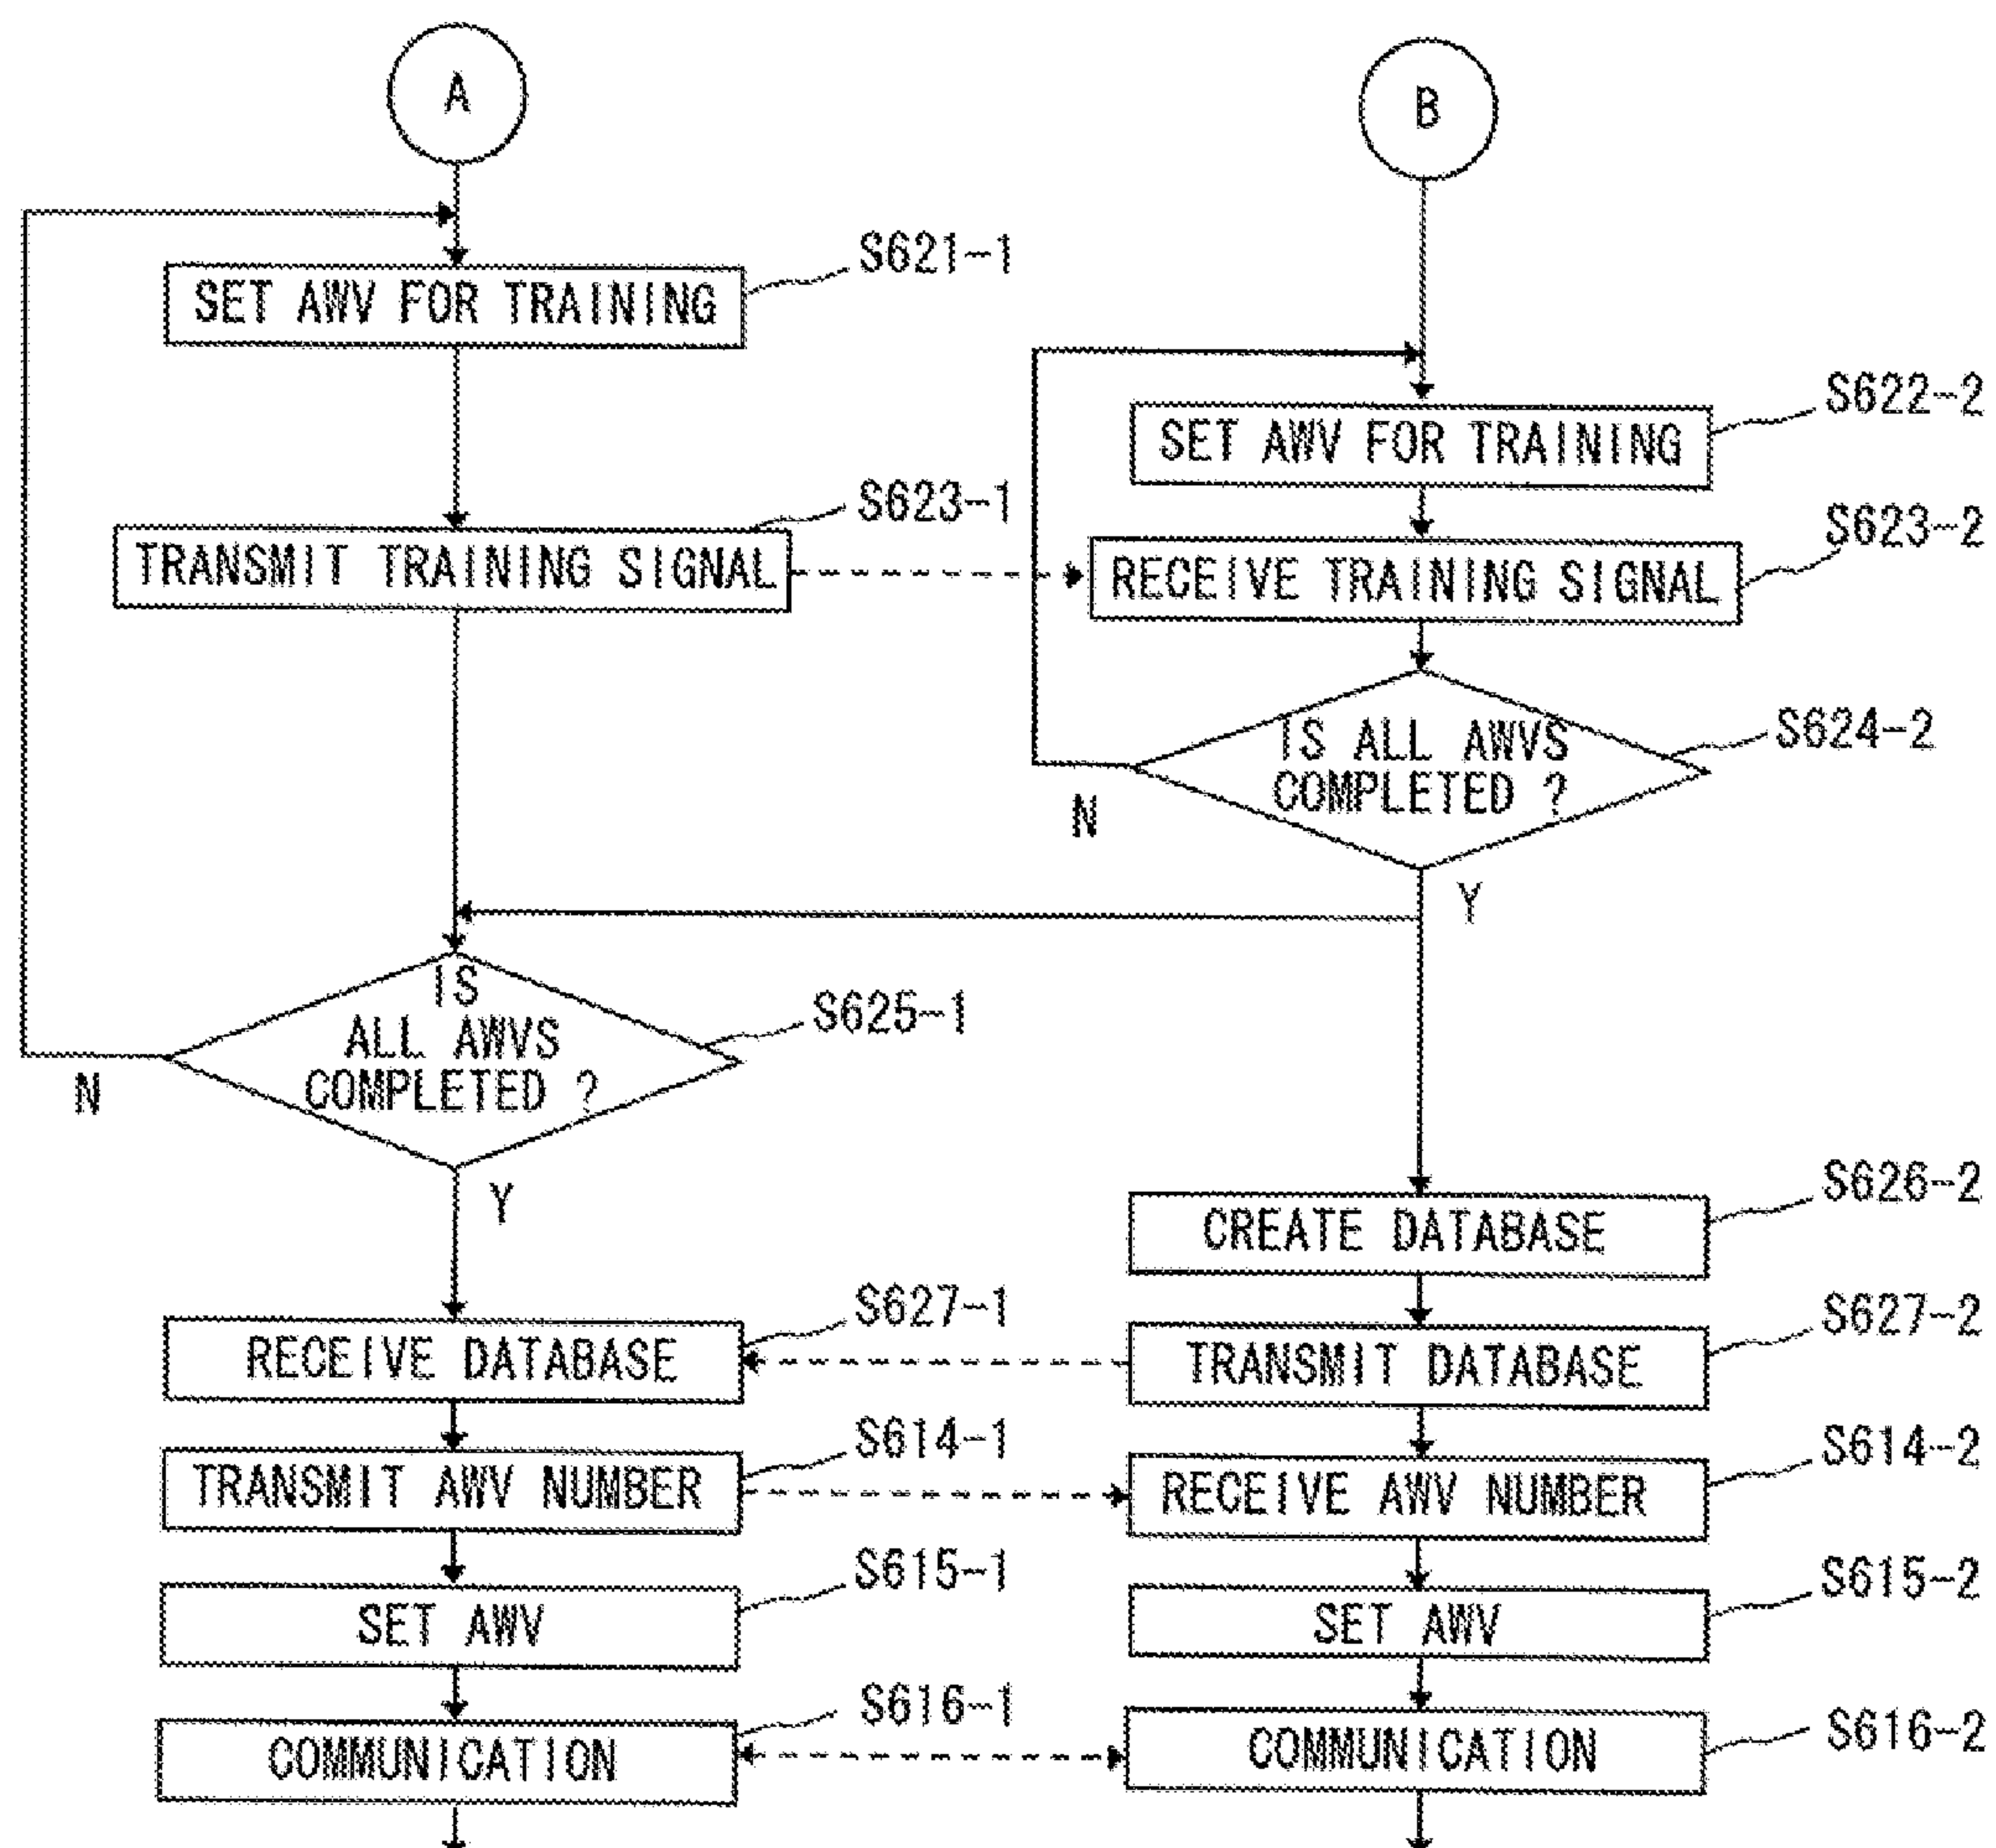 A
B
S621-1
SET AWV FOR TRAINING
S622-2
SET AWV FOR TRAINING
S623-1
TRANSMIT TRAINING SIGNAL
S623-2
RECEIVE TRAINING SIGNAL
S624-2
IS ALL AWVS
COMPLETED ?
N
Y
IS
ALL AWVS
COMPLETED ?
S625-1
N
Y
S626-2
CREATE DATABASE
S627-1
RECEIVE DATABASE
S627-2
TRANSMIT DATABASE
S614-1
TRANSMIT AWV NUMBER
S614-2
RECEIVE AWV NUMBER
S615-1
SET AWV
S615-2
SET AWV
S616-1
COMMUNICATION
S616-2
COMMUNICATION